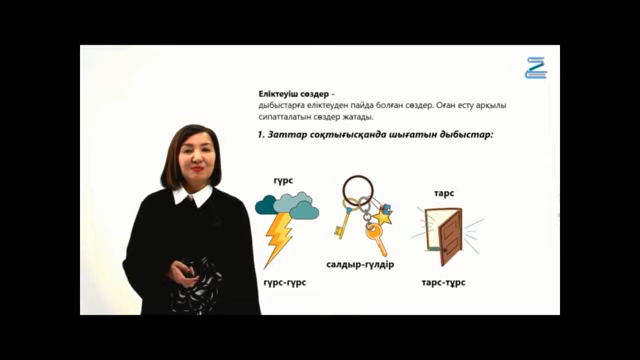 Еліктеуіш сөздер -
дыбыстарға еліктеуден пайда болған сөздер. Оған есту арқылы
сипатталатын сөздер жатады.
1. Заттар соқтығысқанда шығатын дыбыстар:
гүрс
тарс
салдыр-гүлдір
гүрс-гүрс
тарс-тұрс